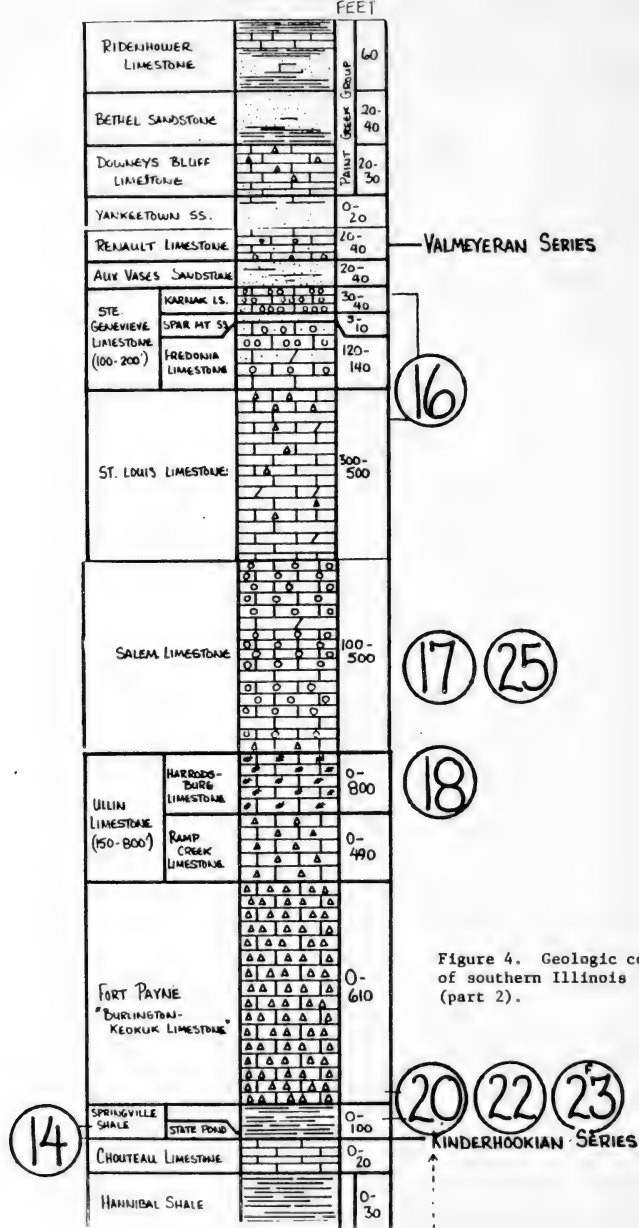 FEET
RIDENHOWER
LIMESTONE
60
BETHEL SANDSTONE
20-
40
DOWNEYS BLUFF
LIMESTONE
20-
30
PAINT CREEK GROUP
YANKEETOWN SS.
0-
20
RENAULT LIMESTONE
20-
40
VALMEYERAN SERIES
AUX VASES SANDSTONE
20-
40
STE.
GENEVIEVE
LIMESTONE
(100-200')
KARNAK LS.
30-
40
SPAR MT SS
5-
10
FREDONIA
LIMESTONE
120-
140
16
ST. LOUIS LIMESTONE
300-
500
SALEM LIMESTONE
100-
500
17 25
ULLIN
LIMESTONE
(150-800')
HARRODS-
BURG
LIMESTONE
0-
800
18
RAMP
CREEK
LIMESTONE
0-
490
FORT PAYNE
"BURLINGTON-
KEOKUK LIMESTONE"
0-
610
Figure 4. Geologic
of southern Illinois
(part 2).
14
SPRINGVILLE
SHALE
STATE POND
0-
100
20 22 23
KINDERHOOKIAN SERIES
CHOUTEAU LIMESTONE
0-
20
HANNIBAL SHALE
0-
30